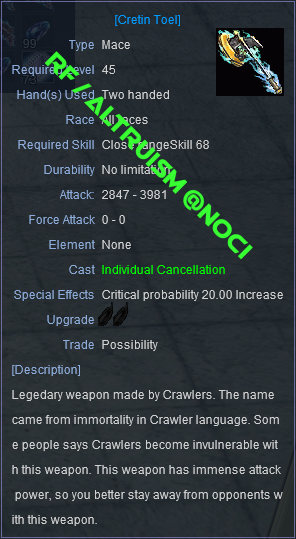 [Cretin Toel]
Type Mace
Required Level 45
Hand(s) Used Two handed
Race All races
Required Skill Close rangeSkill 68
Durability No limitation
Attack: 2847 - 3981
Force Attack 0 - 0
Element None
Cast Individual Cancellation
Special Effects Critical probability 20.00 Increase
Upgrade
Trade Possibility
[Description]
Legedary weapon made by Crawlers. The name
came from immortality in Crawler language. Som
e people says Crawlers become invulnerable wit
h this weapon. This weapon has immense attack
power, so you better stay away from opponents w
ith this weapon.
RF / ALTRUISM @NOCI
99